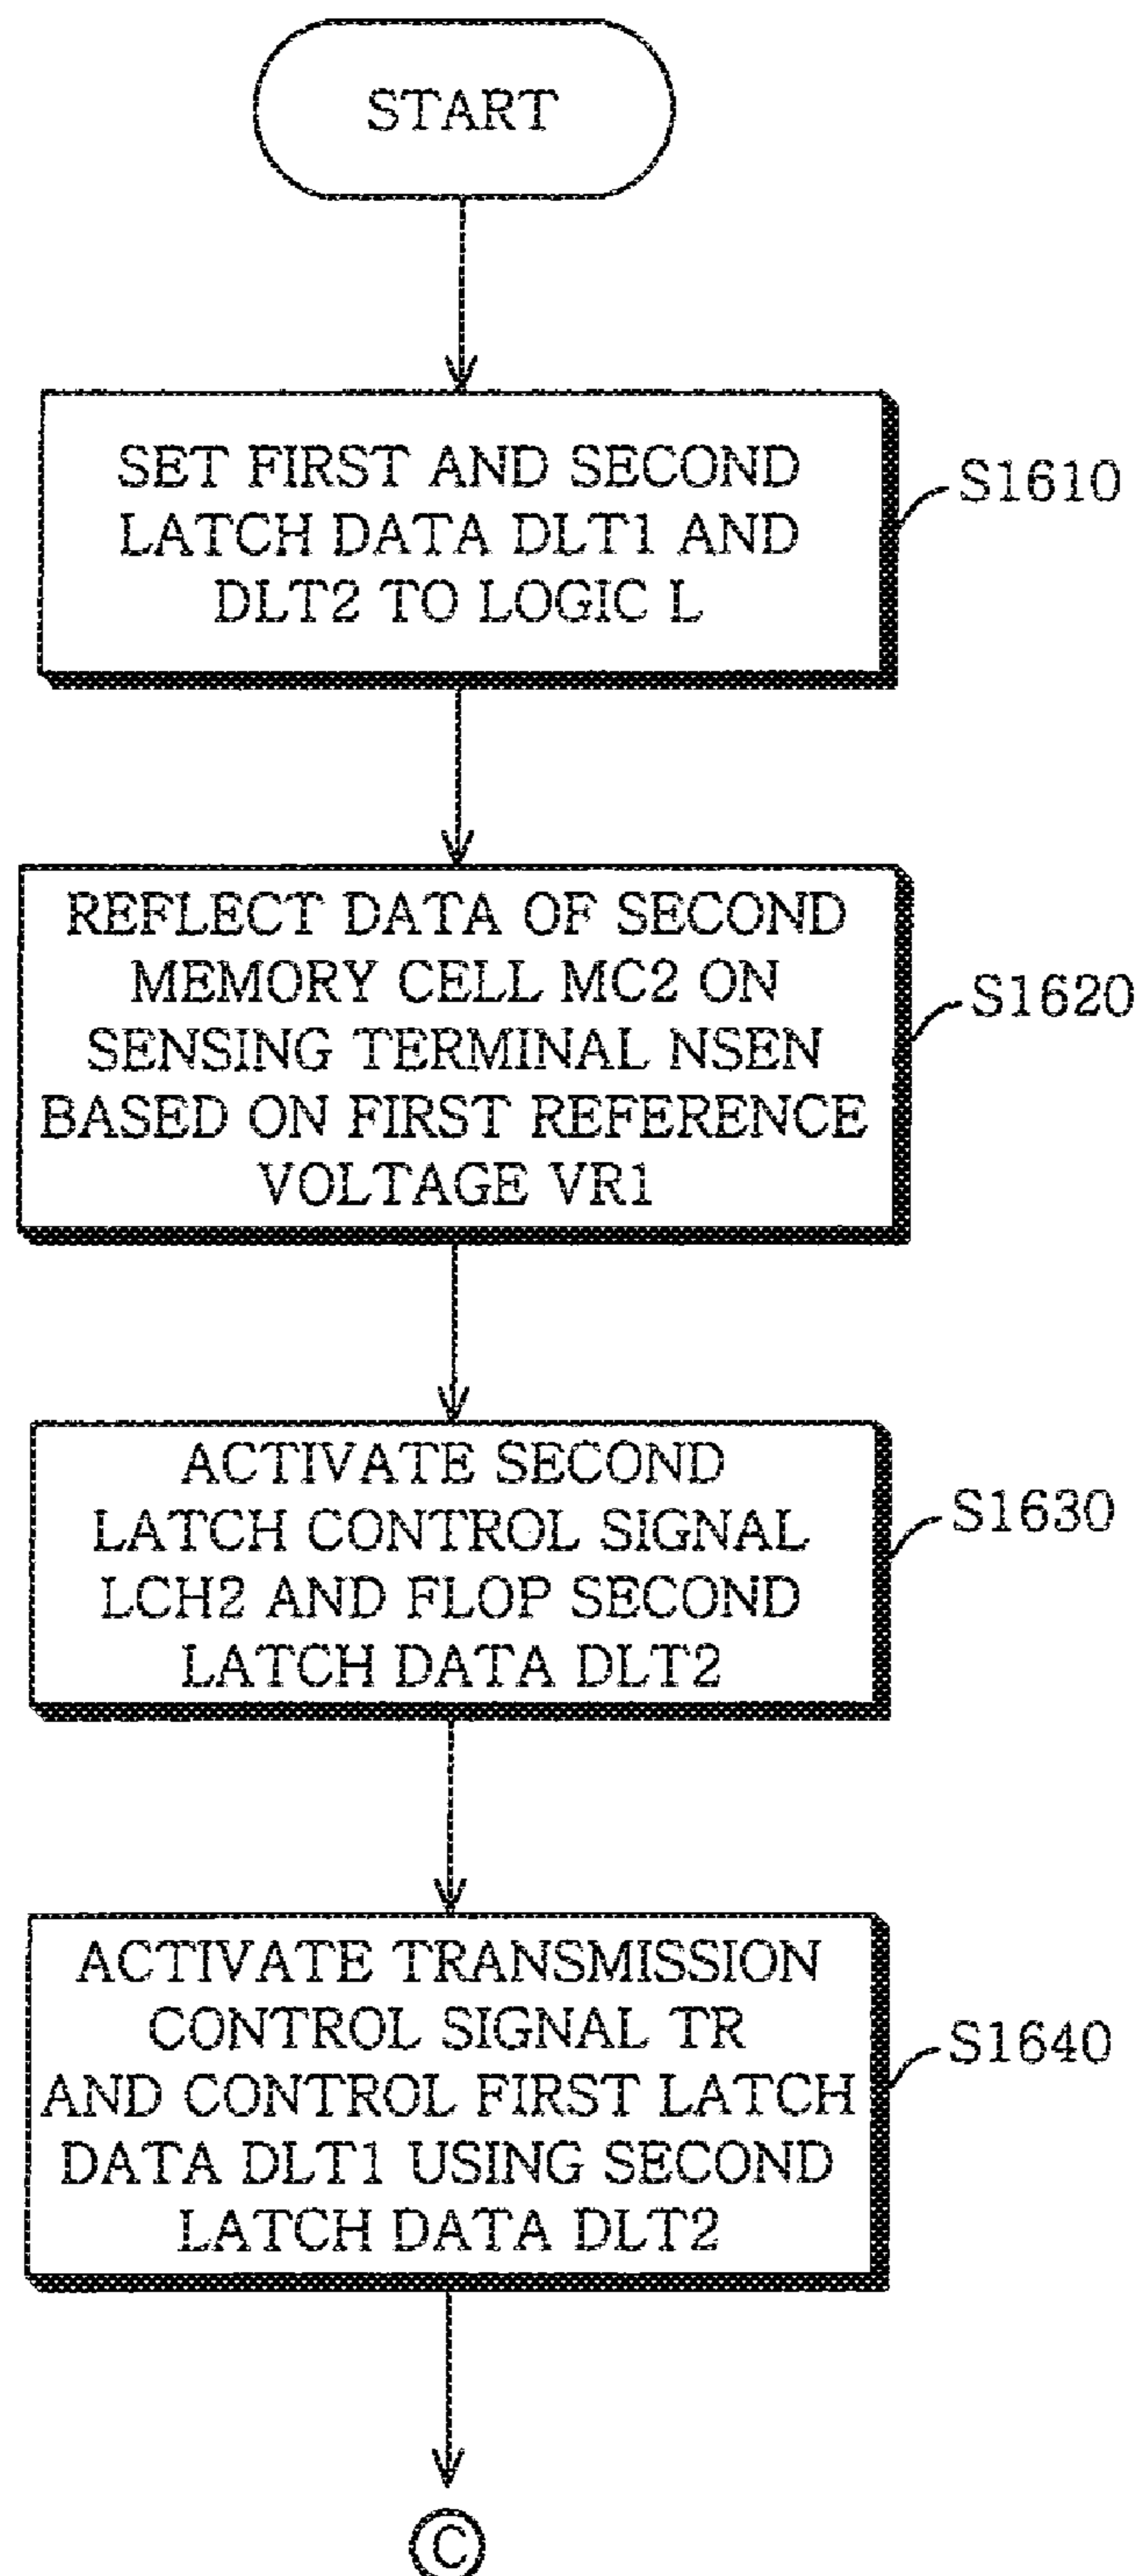 START
SET FIRST AND SECOND
LATCH DATA DLT1 AND
DLT2 TO LOGIC L
S1610
REFLECT DATA OF SECOND
MEMORY CELL MC2 ON
SENSING TERMINAL NSEN
BASED ON FIRST REFERENCE
VOLTAGE VR1
S1620
ACTIVATE SECOND
LATCH CONTROL SIGNAL
LCH2 AND FLOP SECOND
LATCH DATA DLT2
S1630
ACTIVATE TRANSMISSION
CONTROL SIGNAL TR
AND CONTROL FIRST LATCH
DATA DLT1 USING SECOND
LATCH DATA DLT2
S1640
C